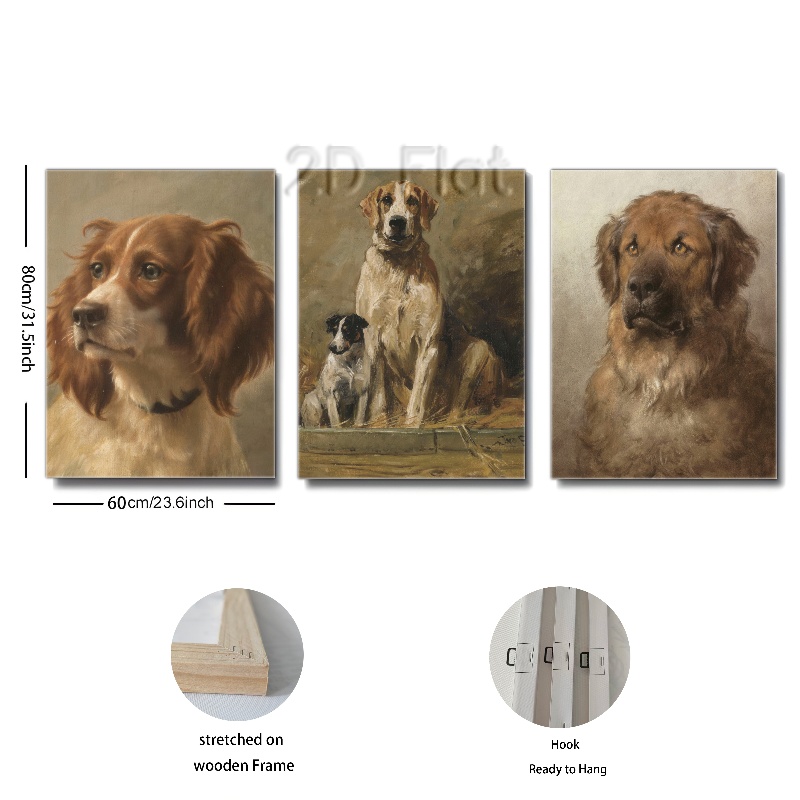 2D Flat
80cm/31.5inch
60cm/23.6inch
stretched on
wooden Frame
Hook
Ready to Hang